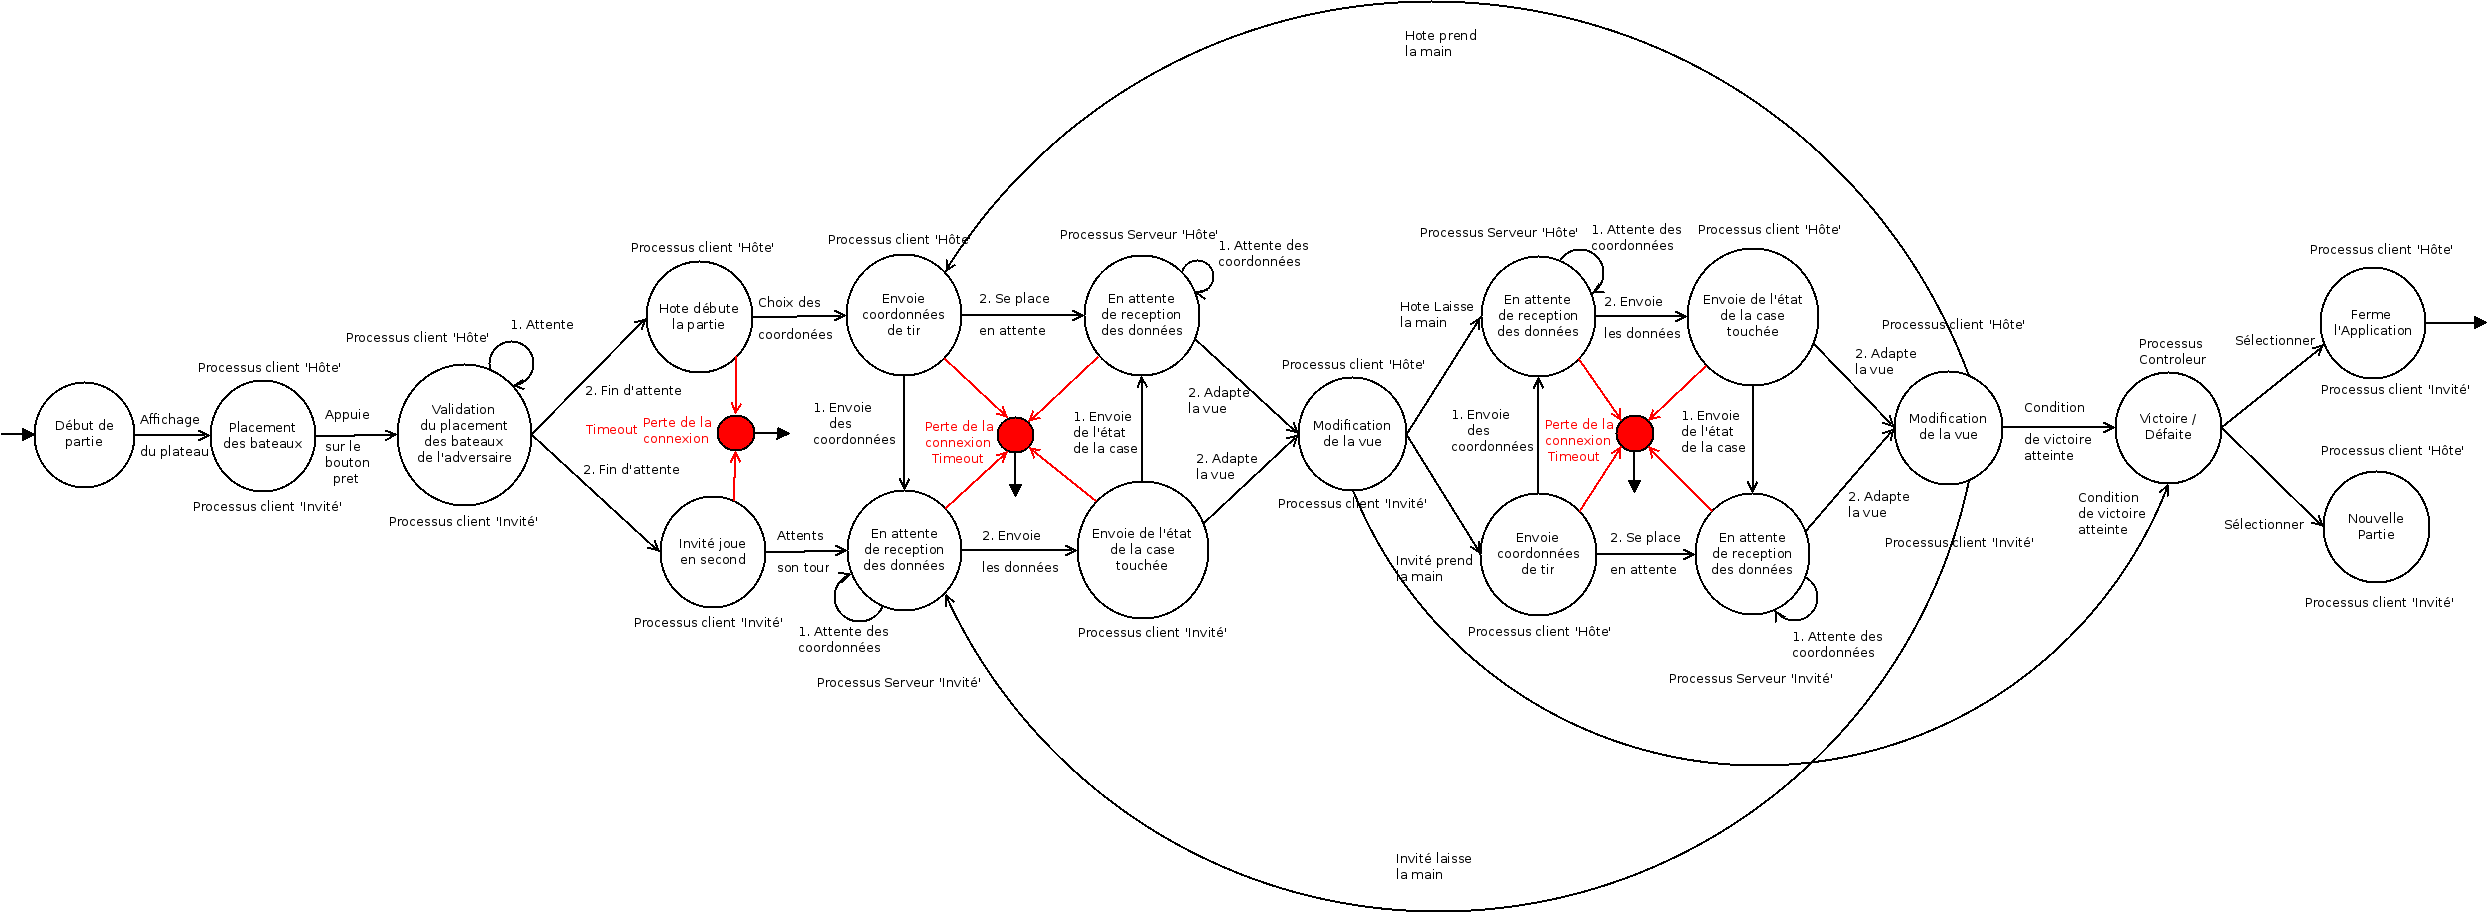 Hote prend
la main
Début de
partie
Affichage
du plateau
Processus client 'Hôte'
Placement
des bateaux
Processus client 'Invité'
Appuie
sur le
bouton
pret
Processus client 'Hôte'
1. Attente
Validation
du placement
des bateaux
de l'adversaire
Processus client 'Invité'
2. Fin d'attente
2. Fin d'attente
Processus client 'Hôte'
Hote débute
la partie
Timeout
Perte de la
connexion
Invité joue
en second
Processus client 'Invité'
Choix des
coordonées
Attents
son tour
Processus client 'Hôte'
Envoie
coordonnées
de tir
1. Envoie
des
coordonnées
En attente
de reception
des données
1. Attente des
coordonnées
Processus Serveur 'Invité'
2. Se place
en attente
Perte de la
connexion
Timeout
2. Envoie
les données
Processus Serveur 'Hôte'
1. Attente des
coordonnées
En attente
de reception
des données
1. Envoie
de l'état
de la case
Envoie de l'état
de la case
touchée
Processus client 'Invité'
2. Adapte
la vue
2. Adapte
la vue
Processus client 'Hôte'
Modification
de la vue
Processus client 'Invité'
Hote Laisse
la main
Invité prend
la main
Processus Serveur 'Hôte'
1. Attente des
coordonnées
En attente
de reception
des données
1. Envoie
des
coordonnées
Envoie
coordonnées
de tir
Processus client 'Hôte'
2. Envoie
les données
Perte de la
connexion
Timeout
2. Se place
en attente
Processus client 'Hôte'
Envoie de l'état
de la case
touchée
1. Envoie
de l'état
de la case
En attente
de reception
des données
1. Attente des
coordonnées
Processus Serveur 'Invité'
2. Adapte
la vue
2. Adapte
la vue
Processus client 'Hôte'
Modification
de la vue
Processus client 'Invité'
Condition
de victoire
atteinte
Condition
de victoire
atteinte
Processus
Controleur
Victoire /
Défaite
Sélectionner
Sélectionner
Processus client 'Hôte'
Ferme
l'Application
Processus client 'Invité'
Processus client 'Hôte'
Nouvelle
Partie
Processus client 'Invité'
Invité laisse
la main